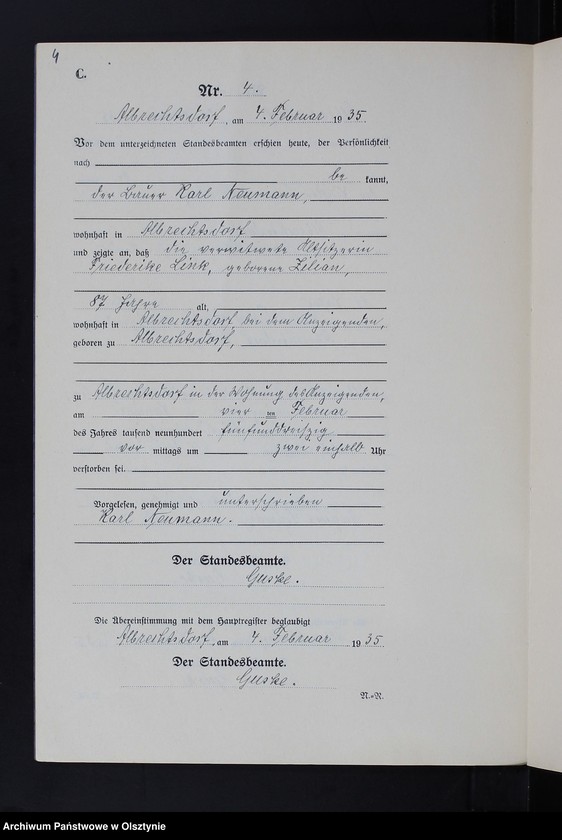 4
C.
Nr. 4.
Albrechtsdorf, am 4. Februar 1935.
Vor dem unterzeichneten Standesbeamten erschien heute, der Persönlichkeit
nach
be kannt,
der Bauer Karl Neumann,
wohnhaft in Albrechtsdorf
und zeigte an, daß die verwitwete Altsitzerin
Friederike Link, geborene Zilian,
87 Jahre alt,
wohnhaft in Albrechtsdorf, bei dem Anzeigenden,
geboren zu Albrechtsdorf,
zu Albrechtsdorf in der Wohnung des Anzeigenden,
am vier den Februar
des Jahres tausend neunhundert fünfunddreißig
vor mittags um zwei einhalb Uhr
verstorben sei.
Vorgelesen, genehmigt und unterschrieben
Karl Neumann.
Der Standesbeamte.
Guske.
Die Übereinstimmung mit dem Hauptregister beglaubigt
Albrechtsdorf, am 4. Februar 1935.
Der Standesbeamte.
Guske.
N.=R.
Archiwum Państwowe w Olsztynie